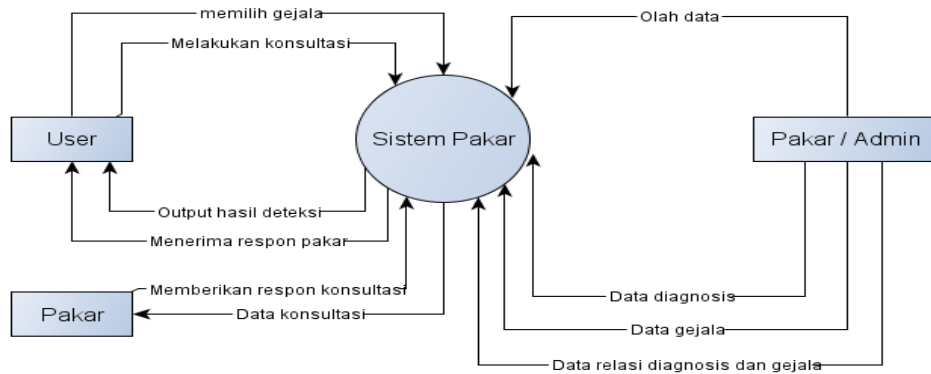 memilih gejala
Melakukan konsultasi
Olah data
User
Sistem Pakar
Pakar / Admin
Output hasil deteksi
Menerima respon pakar
Memberikan respon konsultasi
Pakar
Data konsultasi
Data diagnosis
Data gejala
Data relasi diagnosis dan gejala